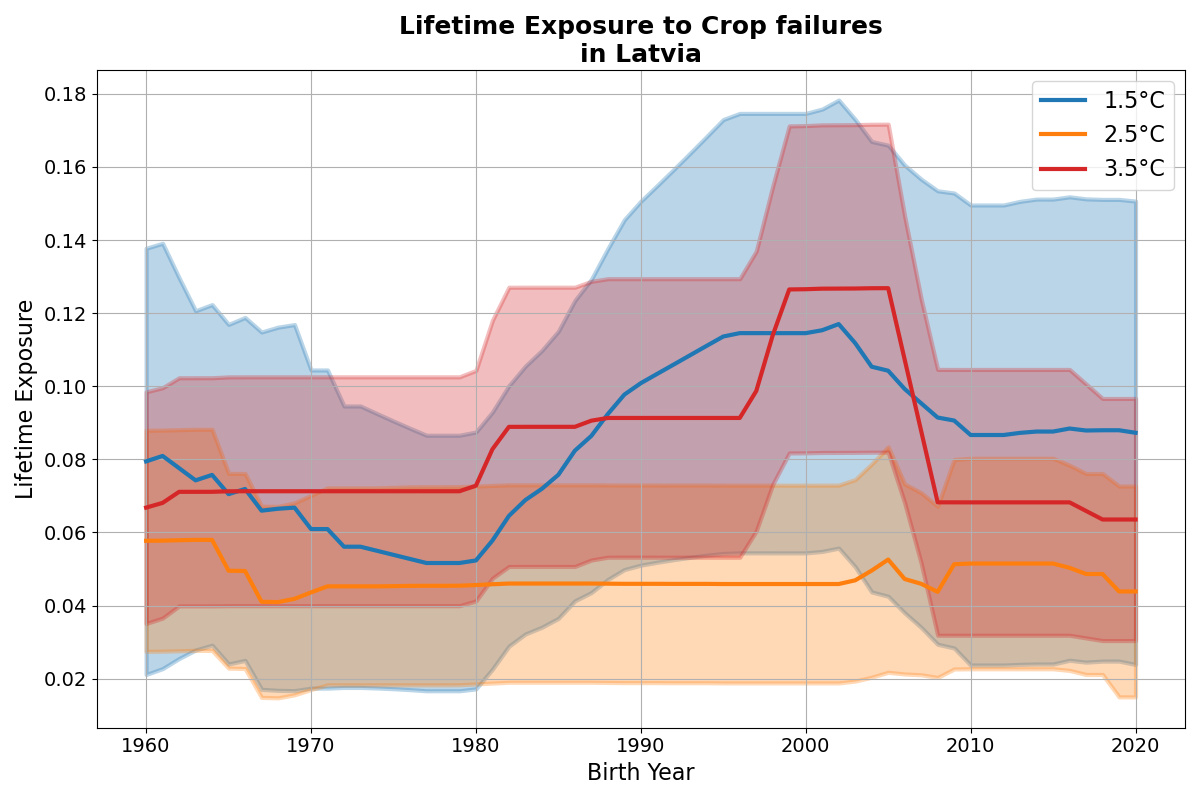 Lifetime Exposure to Crop failures
in Latvia
Lifetime Exposure
0.18
0.16
0.14
0.12
0.10
0.08
0.06
0.04
0.02
1.5°C
2.5°C
3.5°C
1960 1970 1980 1990 2000 2010 2020
Birth Year